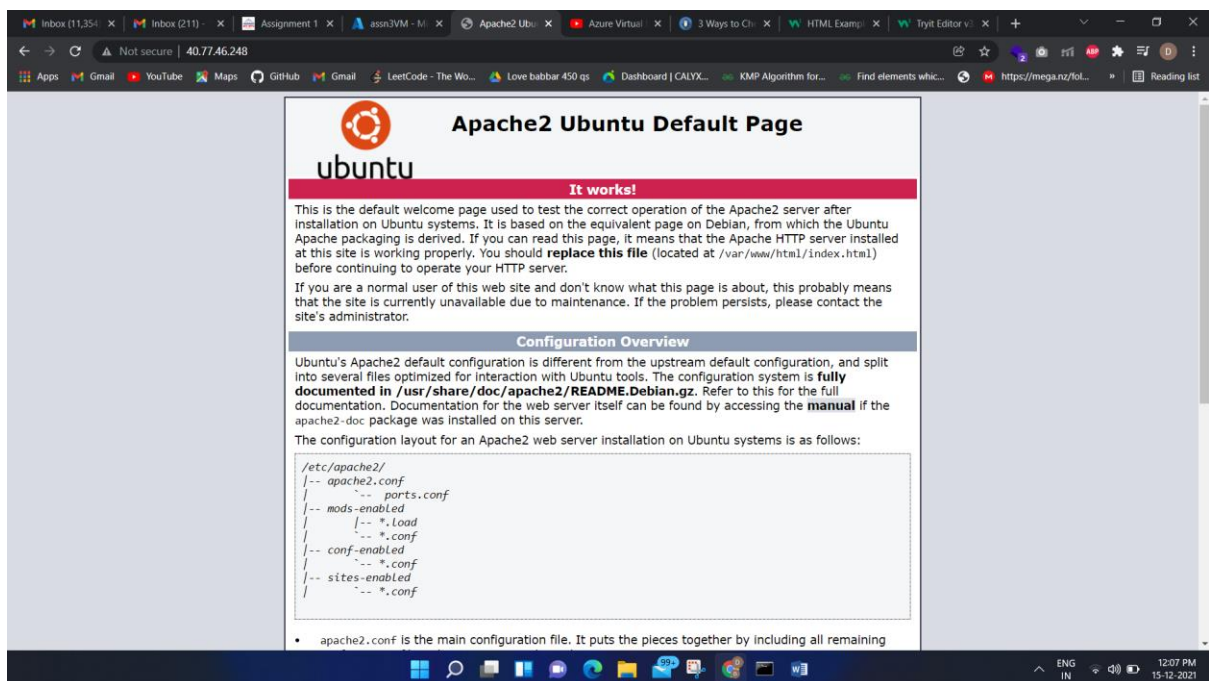 Inbox (11,354
Inbox (211) -
Assignment 1
assn3VM - Mi
Apache2 Ubu
Azure Virtual
3 Ways to Ch
HTML Exampl
Tryit Editor v3
Not secure | 40.77.46.248
Apps Gmail YouTube Maps GitHub Gmail LeetCode - The Wo... Love babbar 450 qs Dashboard | CALYX... KMP Algorithm for... Find elements whic... https://mega.nz/fol... » Reading list
ubuntu
Apache2 Ubuntu Default Page
It works!
This is the default welcome page used to test the correct operation of the Apache2 server after
installation on Ubuntu systems. It is based on the equivalent page on Debian, from which the Ubuntu
Apache packaging is derived. If you can read this page, it means that the Apache HTTP server installed
at this site is working properly. You should replace this file (located at /var/www/html/index.html)
before continuing to operate your HTTP server.
If you are a normal user of this web site and don't know what this page is about, this probably means
that the site is currently unavailable due to maintenance. If the problem persists, please contact the
site's administrator.
Configuration Overview
Ubuntu's Apache2 default configuration is different from the upstream default configuration, and split
into several files optimized for interaction with Ubuntu tools. The configuration system is fully
documented in /usr/share/doc/apache2/README.Debian.gz. Refer to this for the full
documentation. Documentation for the web server itself can be found by accessing the manual if the
apache2-doc package was installed on this server.
The configuration layout for an Apache2 web server installation on Ubuntu systems is as follows:
/etc/apache2/
|-- apache2.conf
|       `--  ports.conf
|-- mods-enabled
|       |-- *.load
|       `-- *.conf
|-- conf-enabled
|       `-- *.conf
|-- sites-enabled
|       `-- *.conf
• apache2.conf is the main configuration file. It puts the pieces together by including all remaining
99+
ENG
IN
12:07 PM
15-12-2021